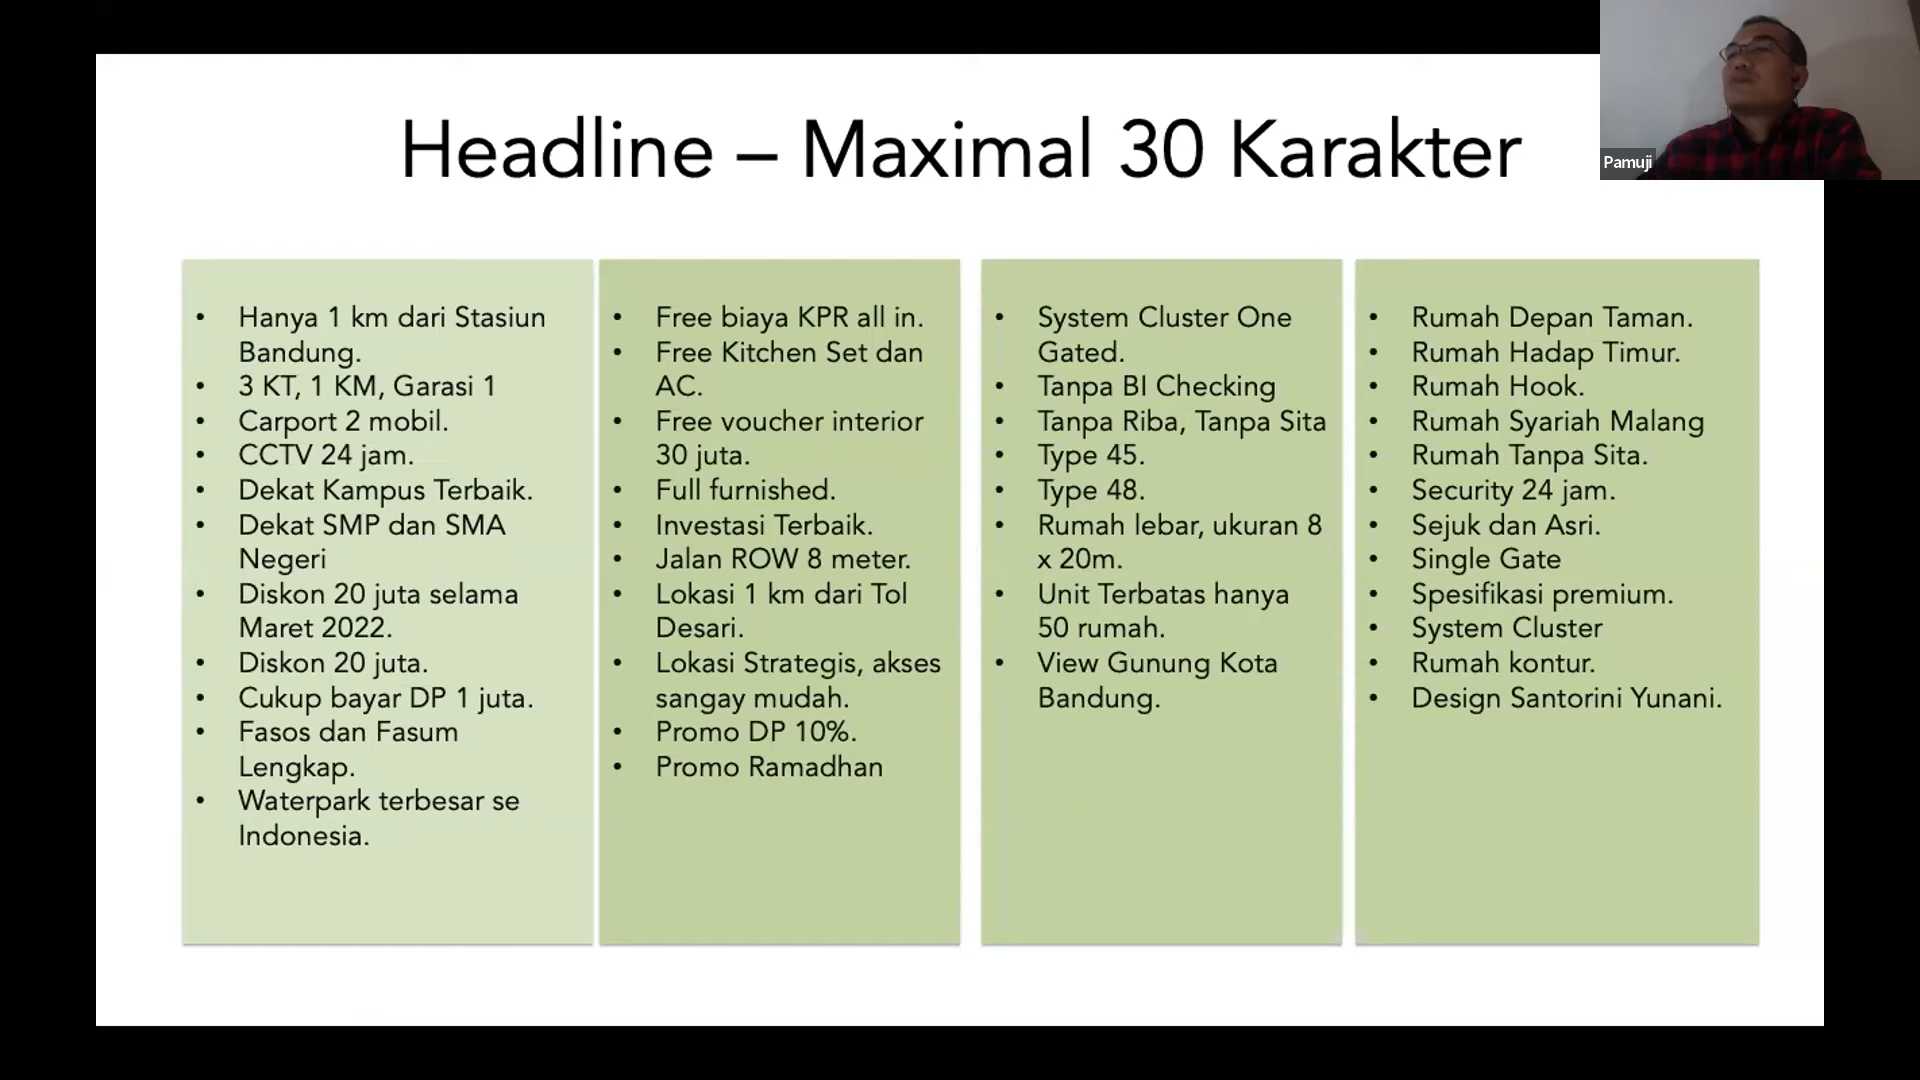 Headline – Maximal 30 Karakter
Pamuji
• Hanya 1 km dari Stasiun
Bandung.
• 3 KT, 1 KM, Garasi 1
• Carport 2 mobil.
• CCTV 24 jam.
• Dekat Kampus Terbaik.
• Dekat SMP dan SMA
Negeri
• Diskon 20 juta selama
Maret 2022.
• Diskon 20 juta.
• Cukup bayar DP 1 juta.
• Fasos dan Fasum
Lengkap.
• Waterpark terbesar se
Indonesia.
• Free biaya KPR all in.
• Free Kitchen Set dan
AC.
• Free voucher interior
30 juta.
• Full furnished.
• Investasi Terbaik.
• Jalan ROW 8 meter.
• Lokasi 1 km dari Tol
Desari.
• Lokasi Strategis, akses
sangay mudah.
• Promo DP 10%.
• Promo Ramadhan
• System Cluster One
Gated.
• Tanpa BI Checking
• Tanpa Riba, Tanpa Sita
• Type 45.
• Type 48.
• Rumah lebar, ukuran 8
x 20m.
• Unit Terbatas hanya
50 rumah.
• View Gunung Kota
Bandung.
• Rumah Depan Taman.
• Rumah Hadap Timur.
• Rumah Hook.
• Rumah Syariah Malang
• Rumah Tanpa Sita.
• Security 24 jam.
• Sejuk dan Asri.
• Single Gate
• Spesifikasi premium.
• System Cluster
• Rumah kontur.
• Design Santorini Yunani.